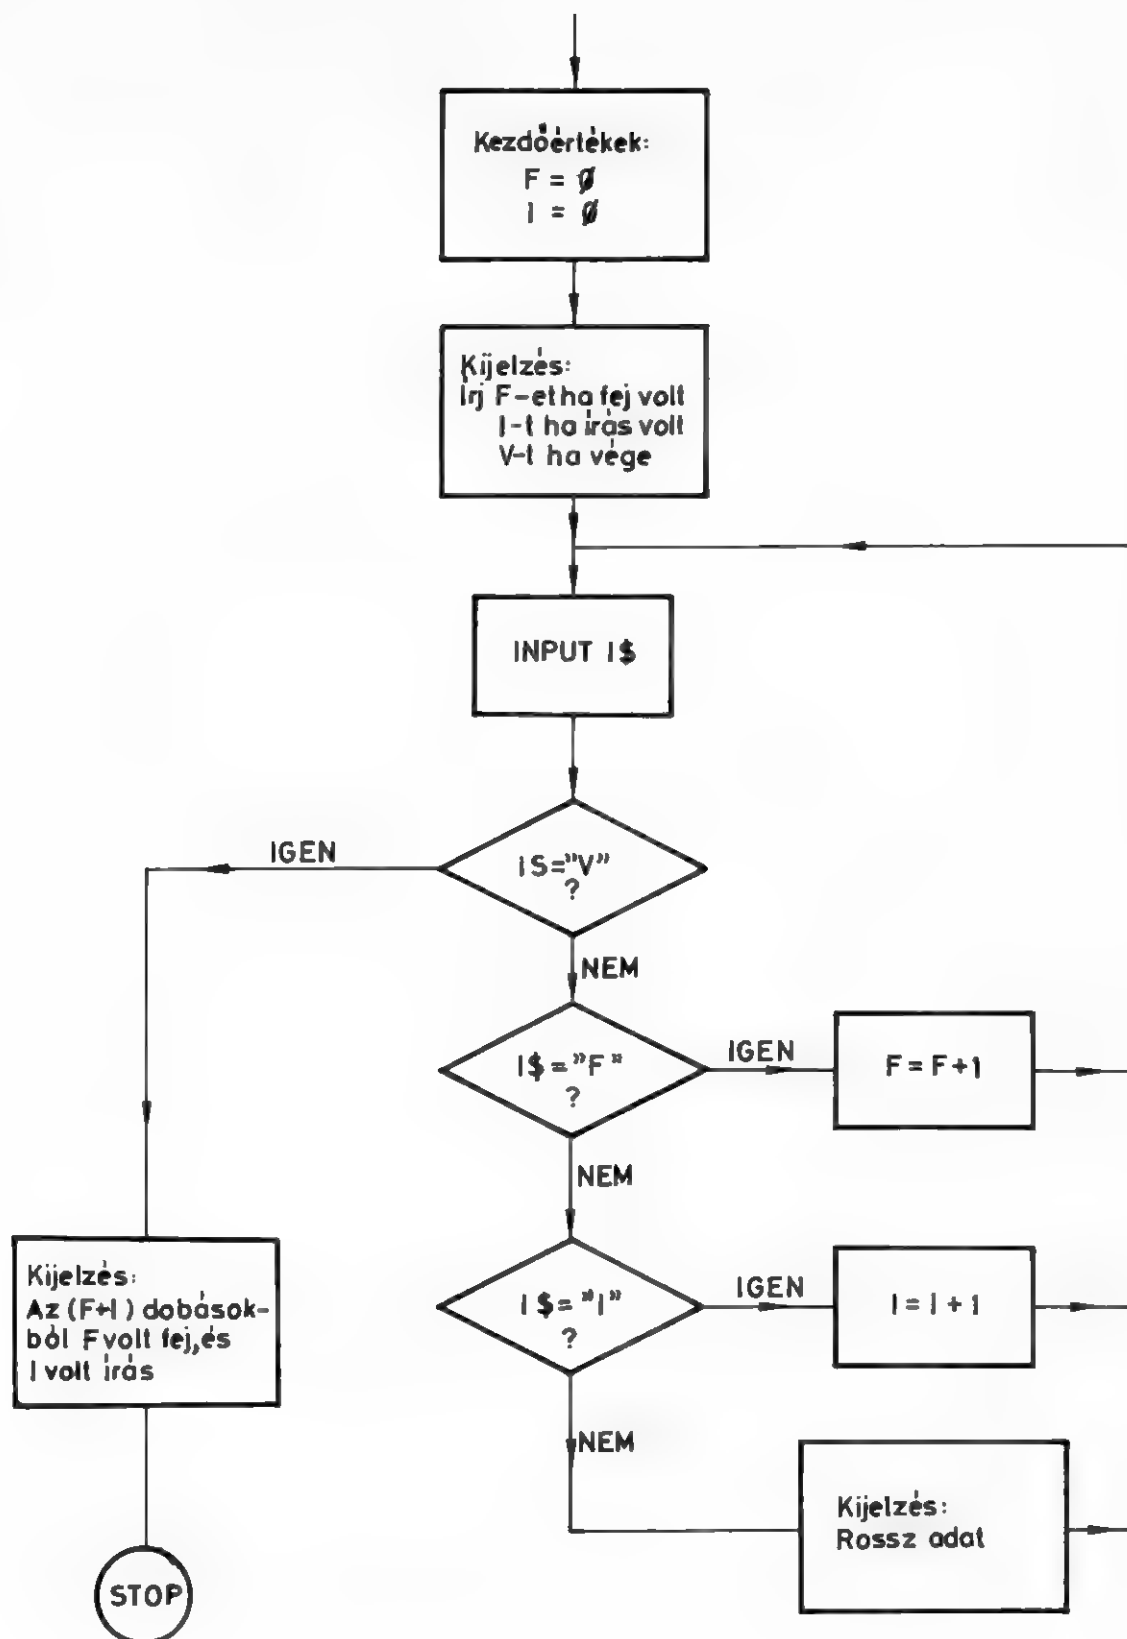 Kezdőértékek:
F = Ø
I = Ø
Kijelzés:
Írj F-et ha fej volt
I-t ha írás volt
V-t ha vége
INPUT I$
I$="V"
?
IGEN
NEM
I$="F"
?
IGEN
F=F+1
NEM
I$="I"
?
IGEN
I=I+1
NEM
Kijelzés:
Az (F+I) dobások-
ból F volt fej, és
I volt írás
Kijelzés:
Rossz adat
STOP